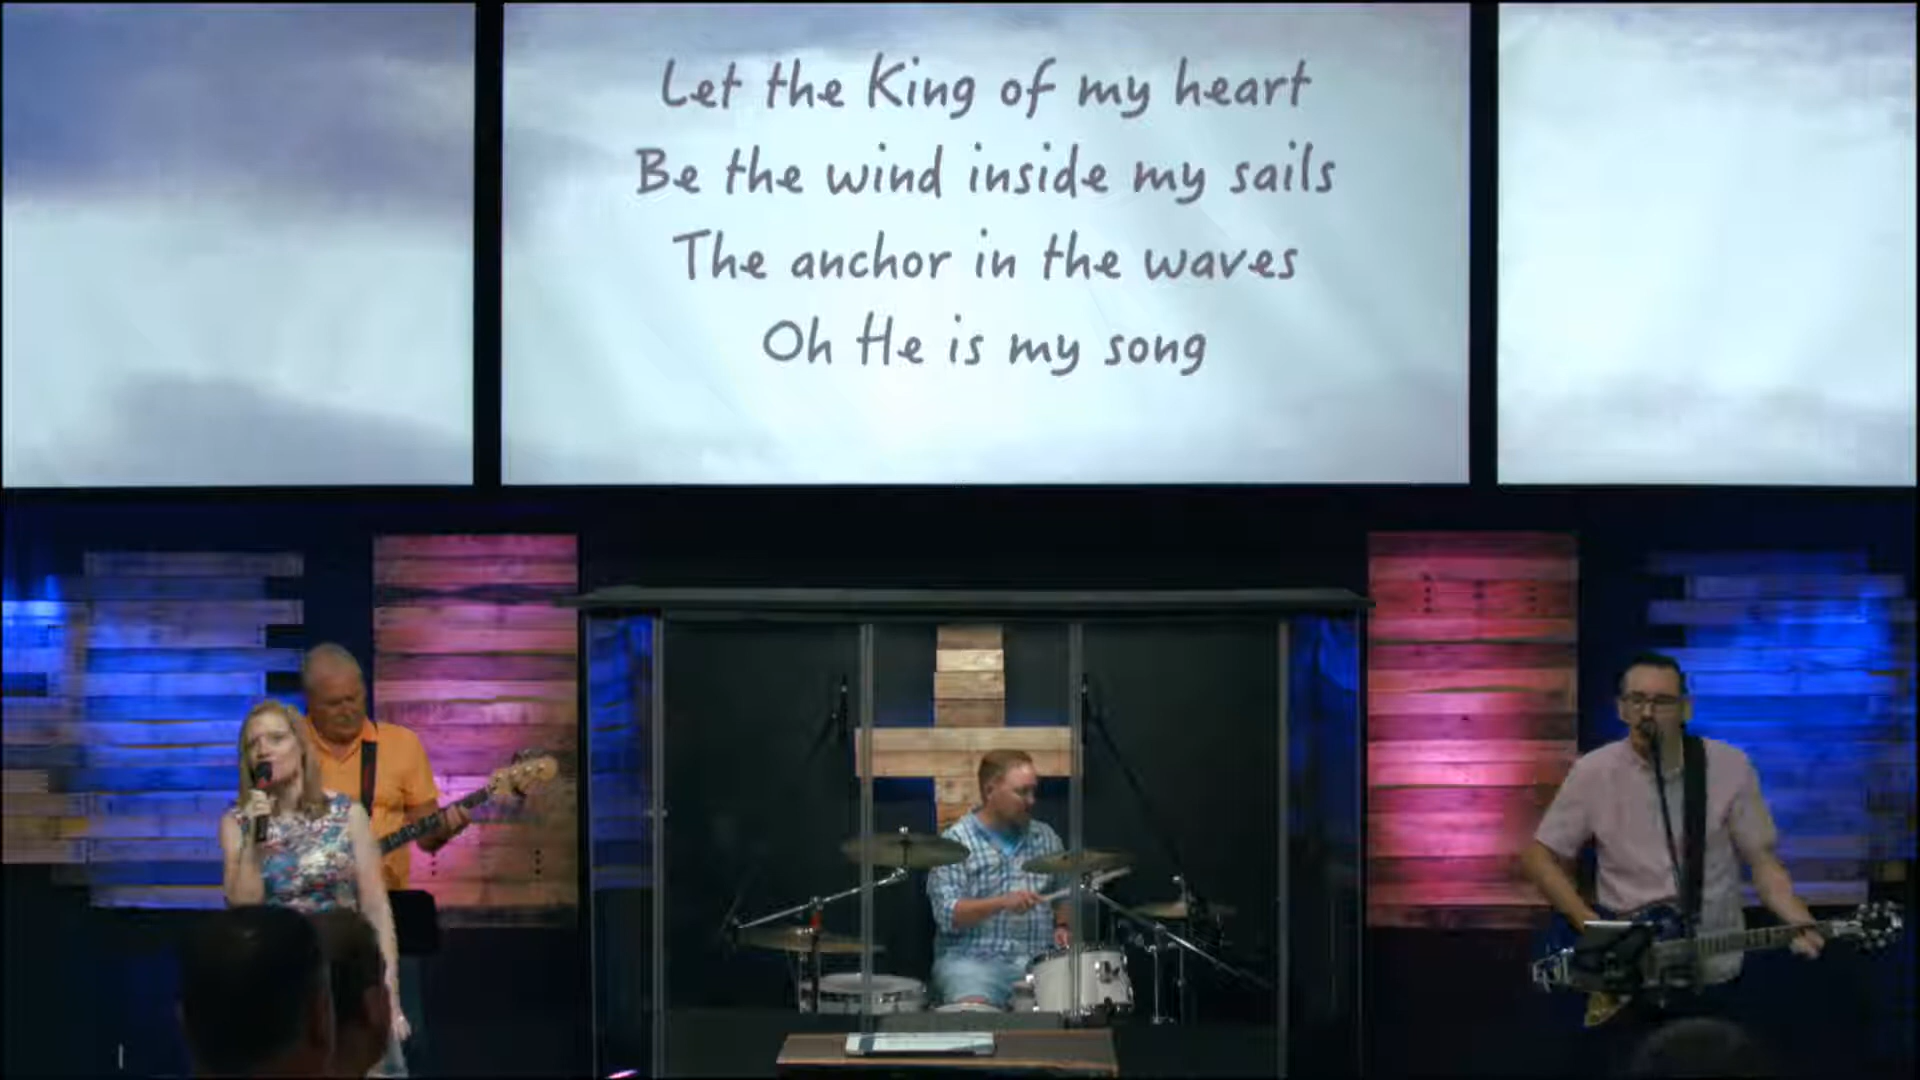 Let the King of my heart
Be the wind inside my sails
The anchor in the waves
Oh He is my song